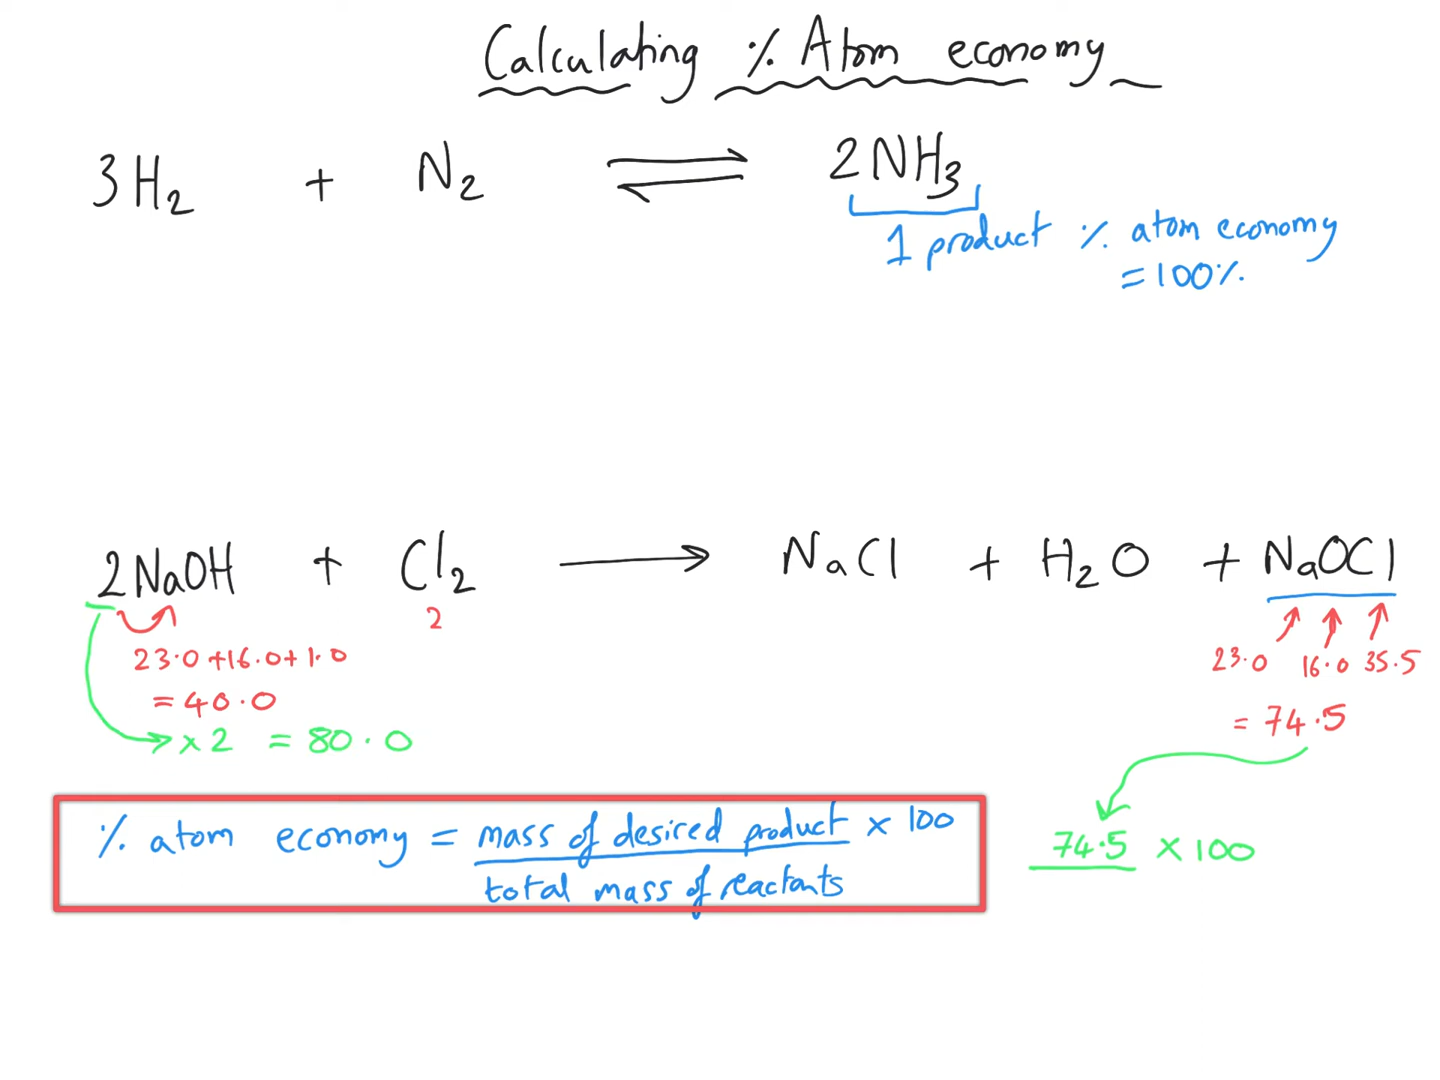 Calculating % Atom economy
3H₂ + N₂ ⇌ 2NH₃
1 product % atom economy
= 100%
2NaOH + Cl₂ → NaCl + H₂O + NaOCl
2
23.0 + 16.0 + 1.0
= 40.0
× 2 = 80.0
23.0 16.0 35.5
= 74.5
% atom economy = mass of desired product × 100
total mass of reactants
74.5 × 100